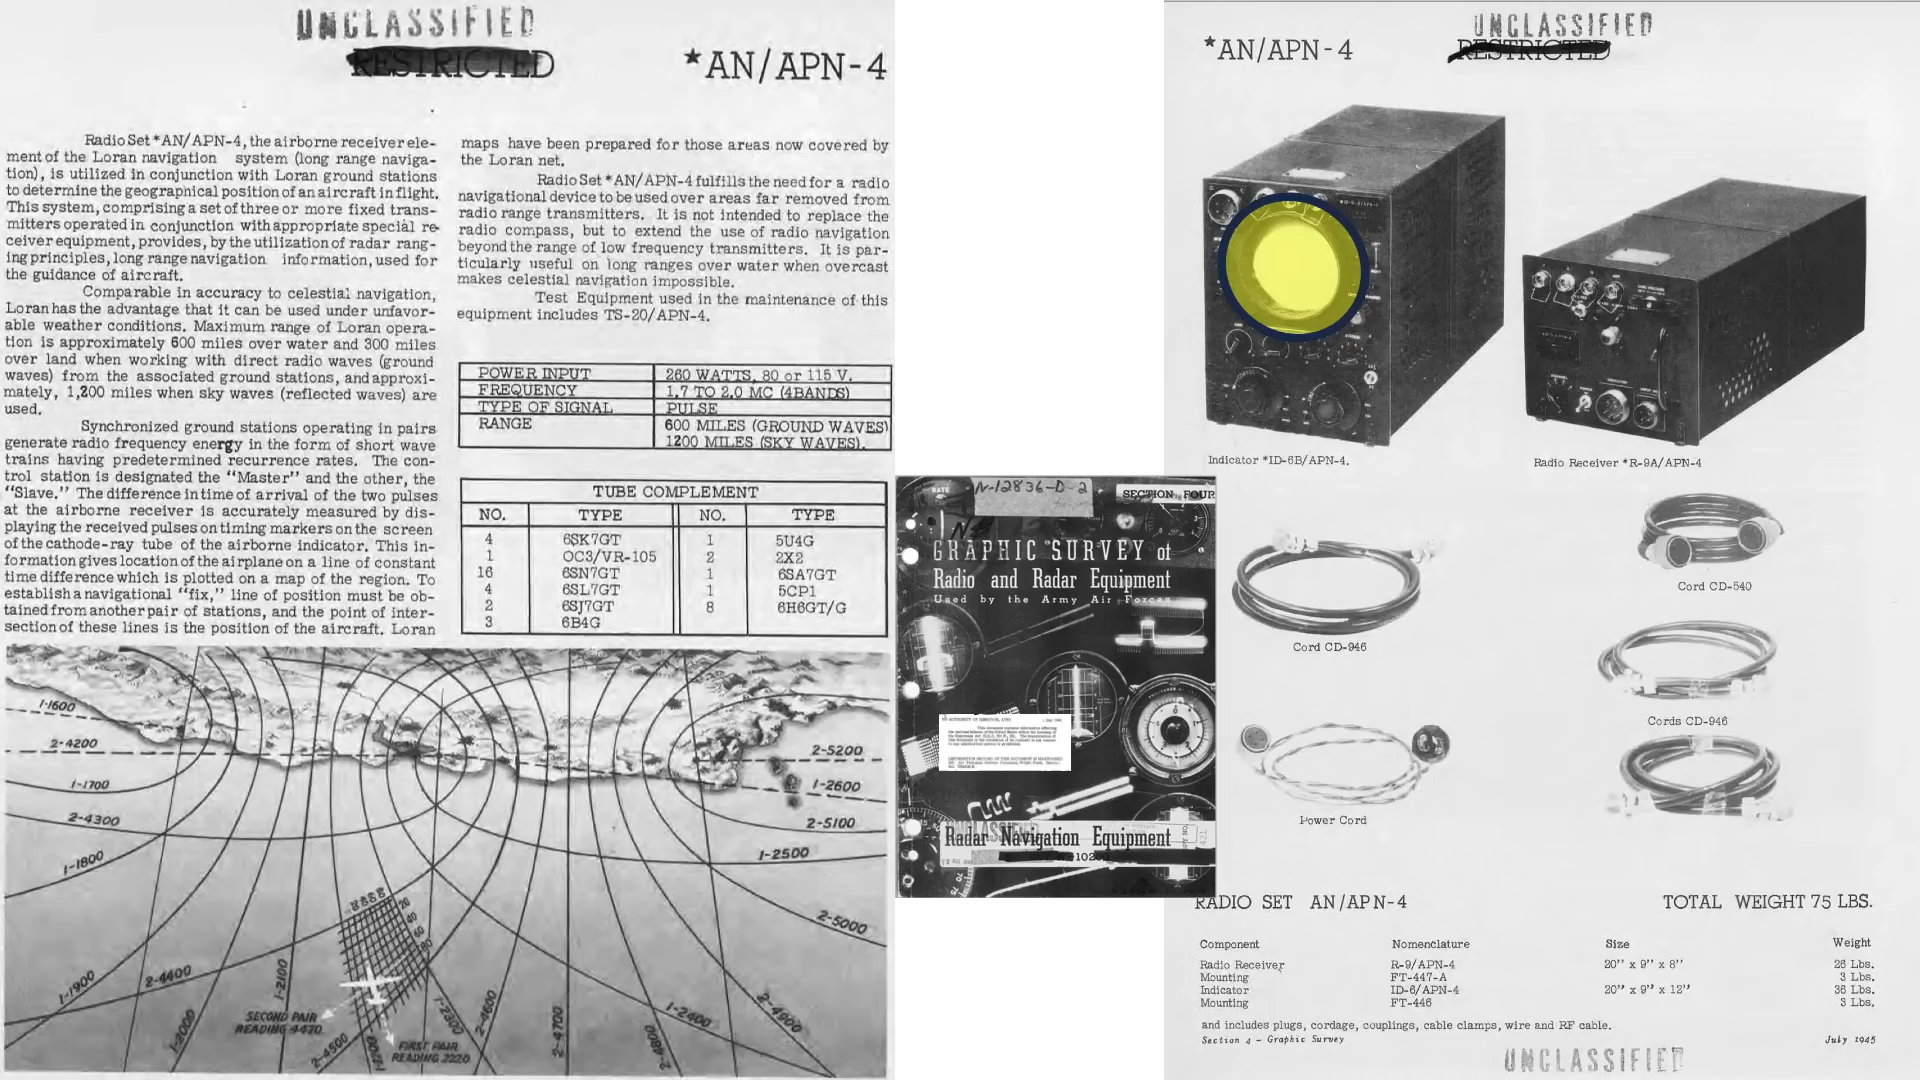 UNCLASSIFIED
RESTRICTED
*AN/APN-4
Radio Set *AN/APN-4, the airborne receiver ele-
ment of the Loran navigation system (long range naviga-
tion), is utilized in conjunction with Loran ground stations
to determine the geographical position of an aircraft in flight.
This system, comprising a set of three or more fixed trans-
mitters operated in conjunction with appropriate special re-
ceiver equipment, provides, by the utilization of radar rang-
ing principles, long range navigation information, used for
the guidance of aircraft.
Comparable in accuracy to celestial navigation,
Loran has the advantage that it can be used under unfavor-
able weather conditions. Maximum range of Loran opera-
tion is approximately 600 miles over water and 300 miles
over land when working with direct radio waves (ground
waves) from the associated ground stations, and approxi-
mately, 1,200 miles when sky waves (reflected waves) are
used.
Synchronized ground stations operating in pairs
generate radio frequency energy in the form of short wave
trains having predetermined recurrence rates. The con-
trol station is designated the "Master" and the other, the
"Slave." The difference in time of arrival of the two pulses
at the airborne receiver is accurately measured by dis-
playing the received pulses on timing markers on the screen
of the cathode-ray tube of the airborne indicator. This in-
formation gives location of the airplane on a line of constant
time difference which is plotted on a map of the region. To
establish a navigational "fix," line of position must be ob-
tained from another pair of stations, and the point of inter-
section of these lines is the position of the aircraft. Loran
maps have been prepared for those areas now covered by
the Loran net.
Radio Set *AN/APN-4 fulfills the need for a radio
navigational device to be used over areas far removed from
radio range transmitters. It is not intended to replace the
radio compass, but to extend the use of radio navigation
beyond the range of low frequency transmitters. It is par-
ticularly useful on long ranges over water when overcast
makes celestial navigation impossible.
Test Equipment used in the maintenance of this
equipment includes TS-20/APN-4.
POWER INPUT 260 WATTS, 80 or 115 V.
FREQUENCY 1.7 TO 2.0 MC (4BANDS)
TYPE OF SIGNAL PULSE
RANGE 600 MILES (GROUND WAVES)
1200 MILES (SKY WAVES).
TUBE COMPLEMENT
NO. TYPE NO. TYPE
4 6SK7GT 1 5U4G
1 OC3/VR-105 2 2X2
16 6SN7GT 1 6SA7GT
4 6SL7GT 1 5CP1
2 6SJ7GT 8 6H6GT/G
3 6B4G
1-1600
2-4200
1-1700
2-4300
1-1800
1-1900
2-4400
1-2000
1-2100
2-4500
1-2200
1-2300
2-4600
2-4700
2-4800
1-2400
2-4900
2-5000
1-2500
2-5100
1-2600
2-5200
80
20
40
60
80
SECOND PAIR
READING 4470
FIRST PAIR
READING 2220
N-12836-D-2
SECTION FOUR
GRAPHIC SURVEY of
Radio and Radar Equipment
Used by the Army Air Forces
UNCLASSIFIED
Radar Navigation Equipment
UNCLASSIFIED
*AN/APN-4
RESTRICTED
Indicator *ID-6B/APN-4.
Radio Receiver *R-9A/APN-4
Cord CD-946
Cord CD-540
Cords CD-946
Power Cord
RADIO SET AN/APN-4 TOTAL WEIGHT 75 LBS.
Component Nomenclature Size Weight
Radio Receiver R-9/APN-4 20" x 9" x 8" 26 Lbs.
Mounting FT-447-A 3 Lbs.
Indicator ID-6/APN-4 20" x 9" x 12" 36 Lbs.
Mounting FT-446 3 Lbs.
and includes plugs, cordage, couplings, cable clamps, wire and RF cable.
Section 4 - Graphic Survey July 1945
UNCLASSIFIED